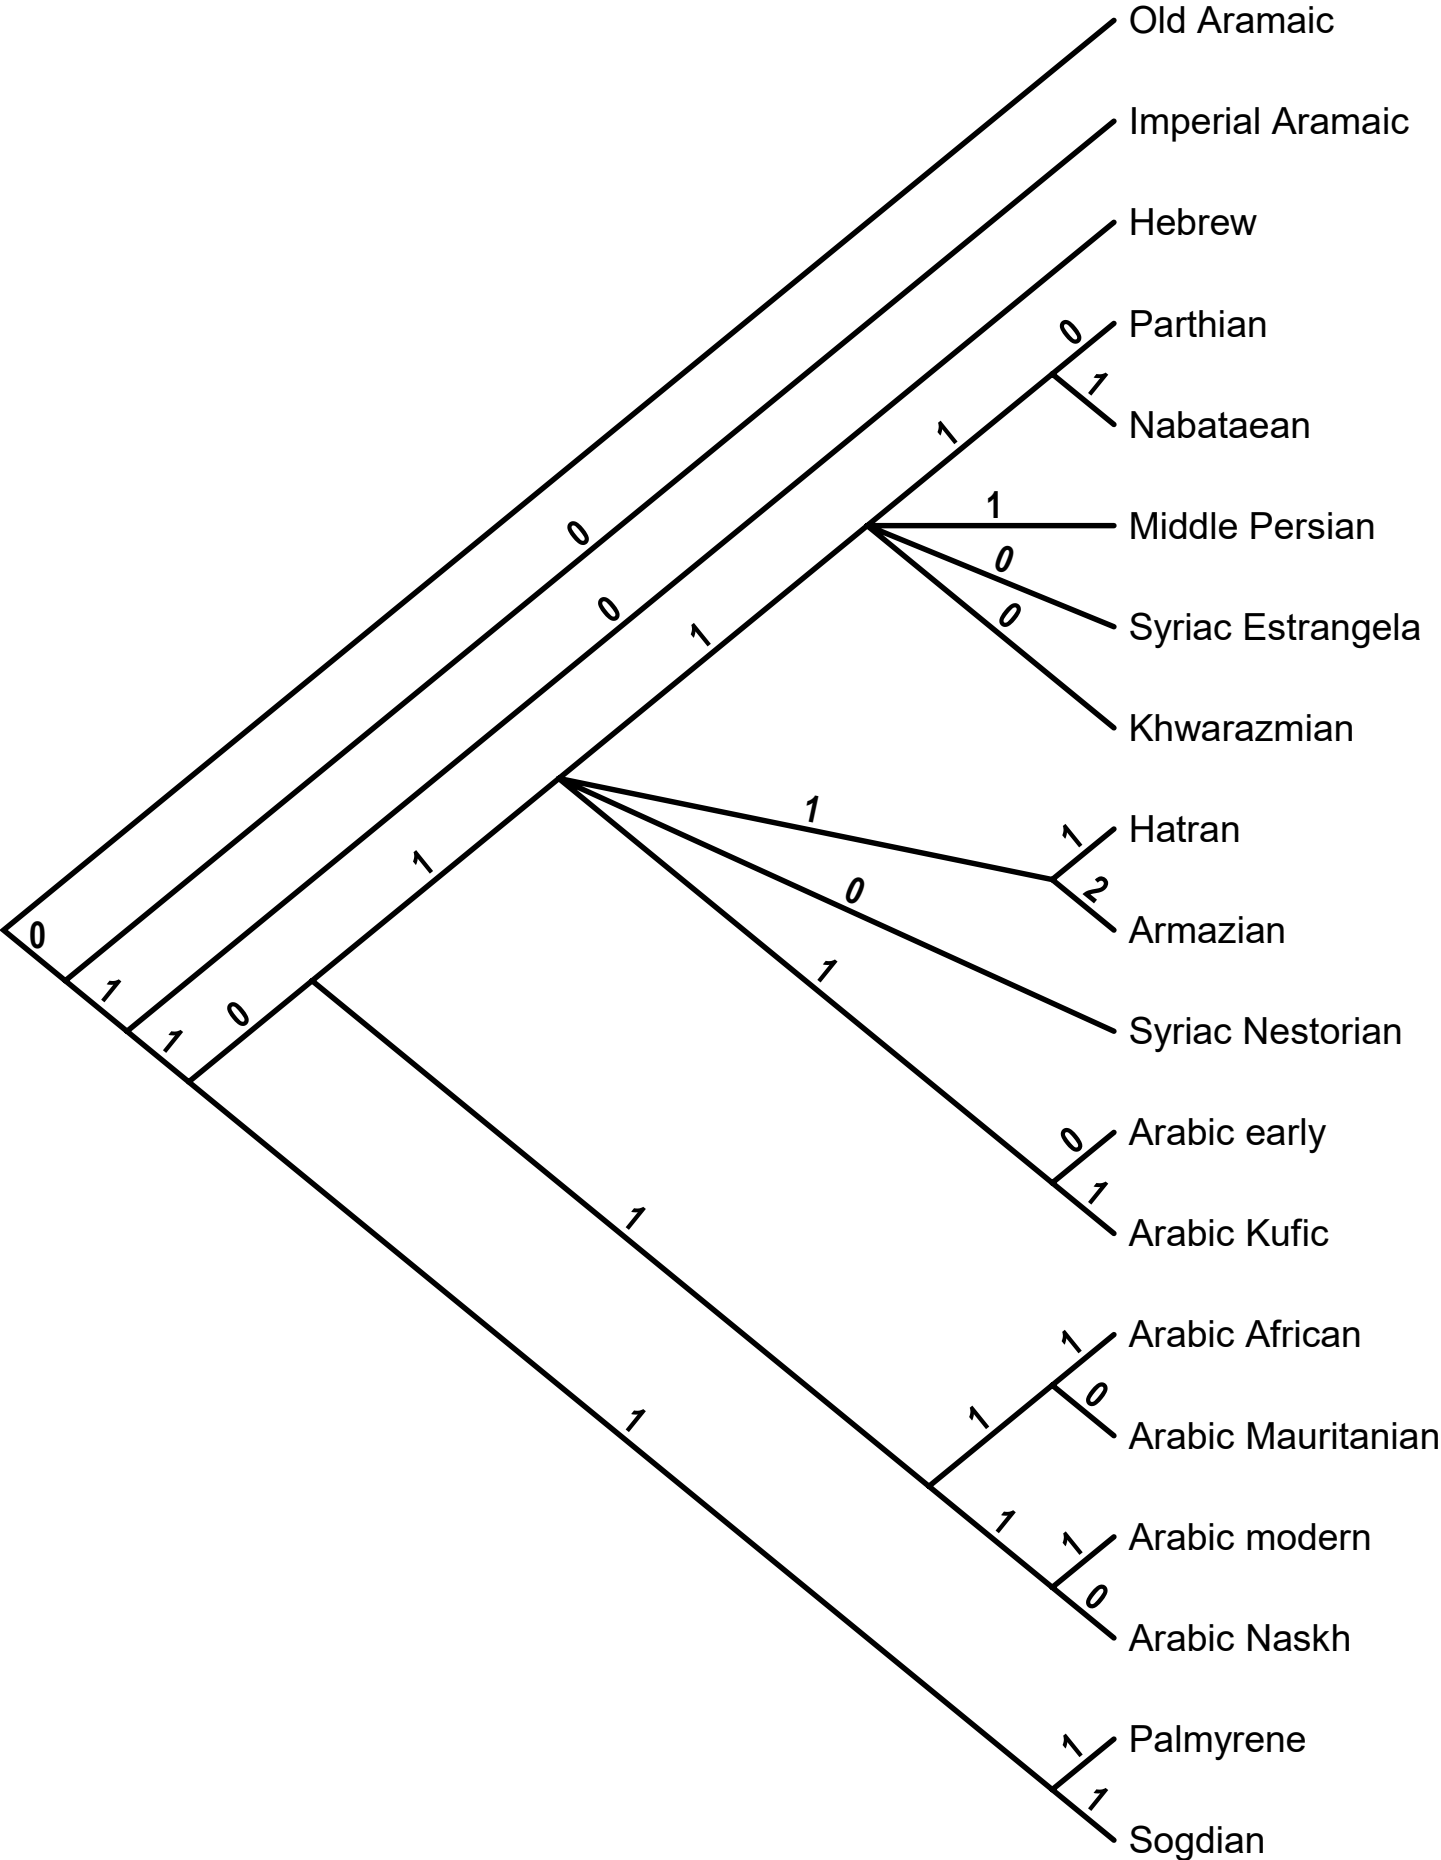 Old Aramaic
Imperial Aramaic
Hebrew
0
Parthian
1
Nabataean
1
1
Middle Persian
0
0
Syriac Estrangela
0
0
1
Khwarazmian
1
1
Hatran
1
0
2
Armazian
0
1
1
0
1
Syriac Nestorian
0
Arabic early
1
1
Arabic Kufic
1
Arabic African
0
1
1
Arabic Mauritanian
1
1
Arabic modern
0
Arabic Naskh
1
Palmyrene
1
Sogdian